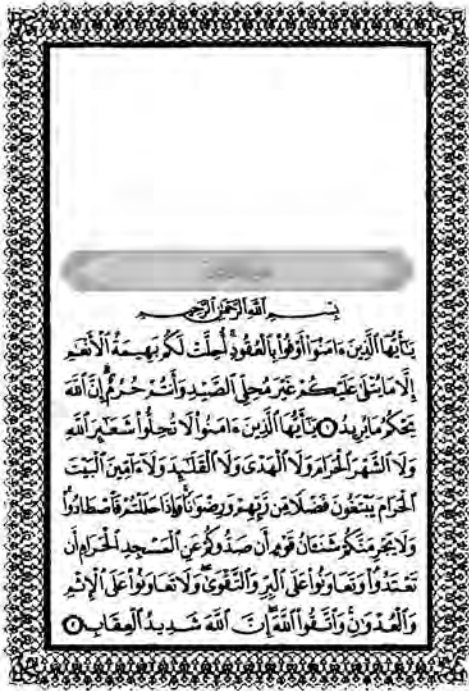 بِسْمِ اللَّهِ الرَّحْمَٰنِ الرَّحِيمِ
يَٰٓأَيُّهَا ٱلَّذِينَ ءَامَنُوٓا۟ أَوْفُوا۟ بِٱلْعُقُودِ ۚ أُحِلَّتْ لَكُم بَهِيمَةُ ٱلْأَنْعَٰمِ
إِلَّا مَا يُتْلَىٰ عَلَيْكُمْ غَيْرَ مُحِلِّى ٱلصَّيْدِ وَأَنتُمْ حُرُمٌ ۗ إِنَّ ٱللَّهَ
يَحْكُمُ مَا يُرِيدُ ١ يَٰٓأَيُّهَا ٱلَّذِينَ ءَامَنُوا۟ لَا تُحِلُّوا۟ شَعَٰٓئِرَ ٱللَّهِ
وَلَا ٱلشَّهْرَ ٱلْحَرَامَ وَلَا ٱلْهَدْىَ وَلَا ٱلْقَلَٰٓئِدَ وَلَآ ءَآمِّينَ ٱلْبَيْتَ
ٱلْحَرَامَ يَبْتَغُونَ فَضْلًا مِّن رَّبِّهِمْ وَرِضْوَٰنًا ۚ وَإِذَا حَلَلْتُمْ فَٱصْطَادُوا۟
وَلَا يَجْرِمَنَّكُمْ شَنَـَٔانُ قَوْمٍ أَن صَدُّوكُمْ عَنِ ٱلْمَسْجِدِ ٱلْحَرَامِ أَن
تَعْتَدُوا۟ ۘ وَتَعَاوَنُوا۟ عَلَى ٱلْبِرِّ وَٱلتَّقْوَىٰ ۖ وَلَا تَعَاوَنُوا۟ عَلَى ٱلْإِثْمِ
وَٱلْعُدْوَٰنِ ۚ وَٱتَّقُوا۟ ٱللَّهَ ۖ إِنَّ ٱللَّهَ شَدِيدُ ٱلْعِقَابِ ٢